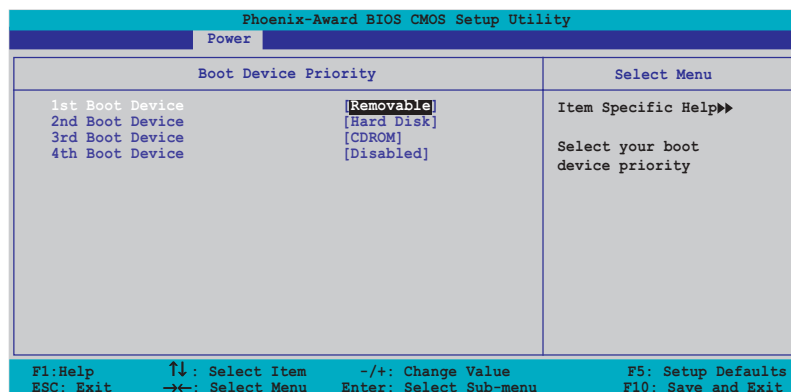 Phoenix-Award BIOS CMOS Setup Utility
Power
Boot Device Priority
Select Menu
1st Boot Device [Removable]
2nd Boot Device [Hard Disk]
3rd Boot Device [CDROM]
4th Boot Device [Disabled]
Item Specific Help▶▶
Select your boot
device priority
F1:Help ↑↓: Select Item -/+: Change Value F5: Setup Defaults
ESC: Exit →←: Select Menu Enter: Select Sub-menu F10: Save and Exit